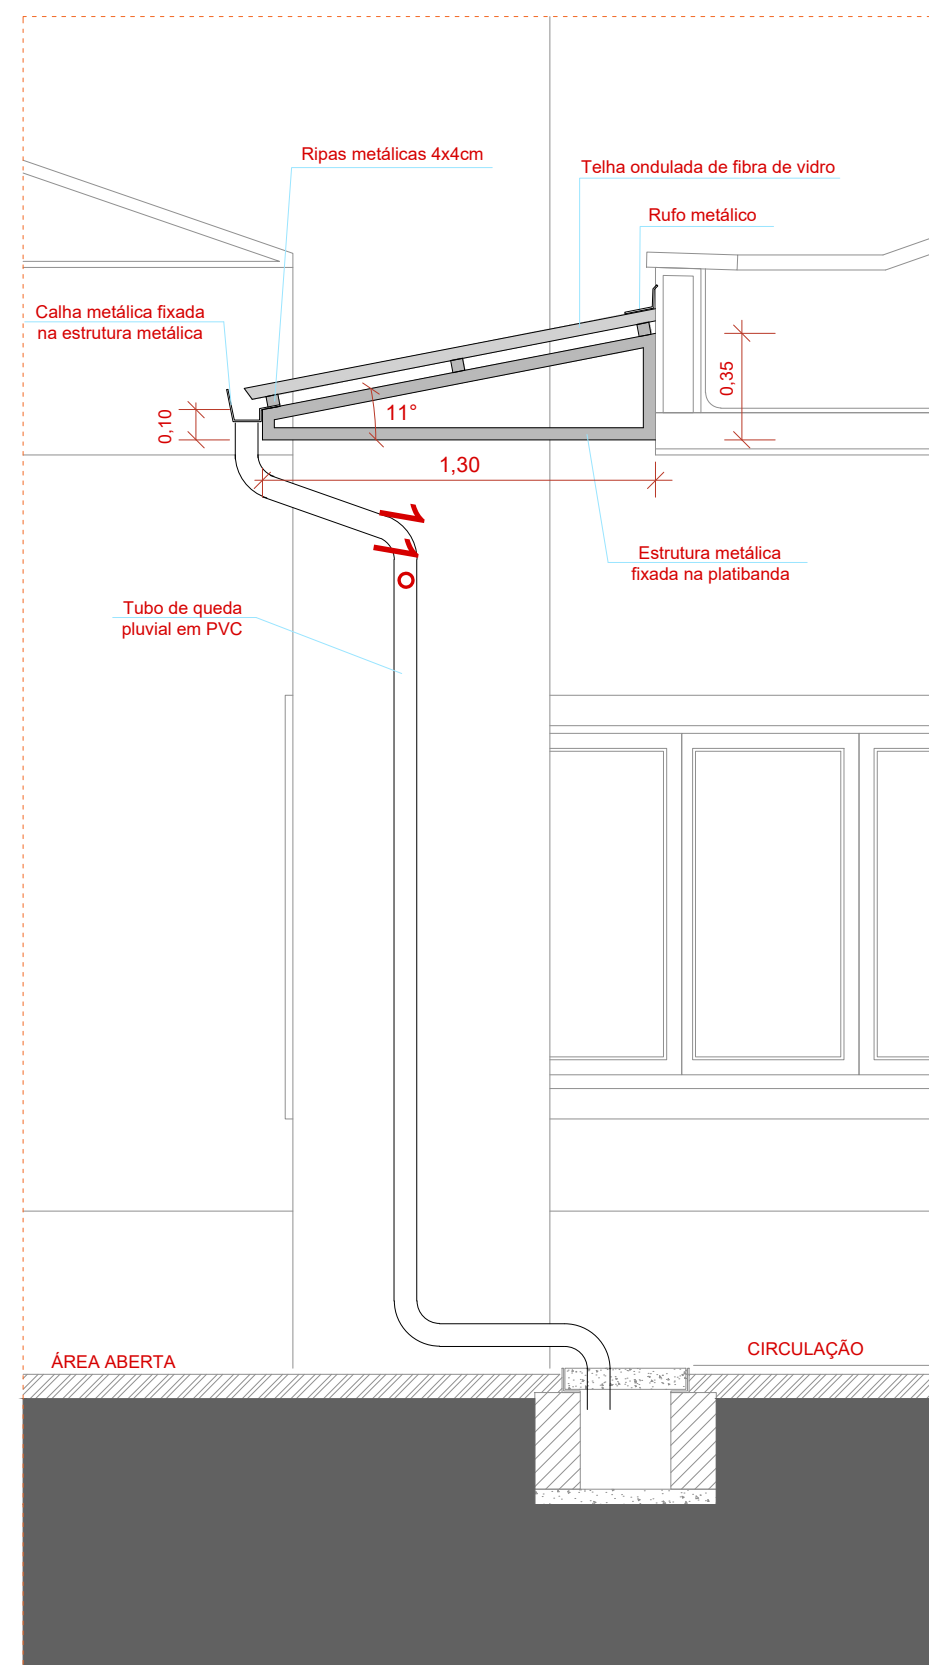 Ripas metálicas 4x4cm
Telha ondulada de fibra de vidro
Rufo metálico
Calha metálica fixada
na estrutura metálica
0,35
11°
0,10
1,30
11°
Estrutura metálica
fixada na platibanda
Tubo de queda
pluvial em PVC
CIRCULAÇÃO
ÁREA ABERTA